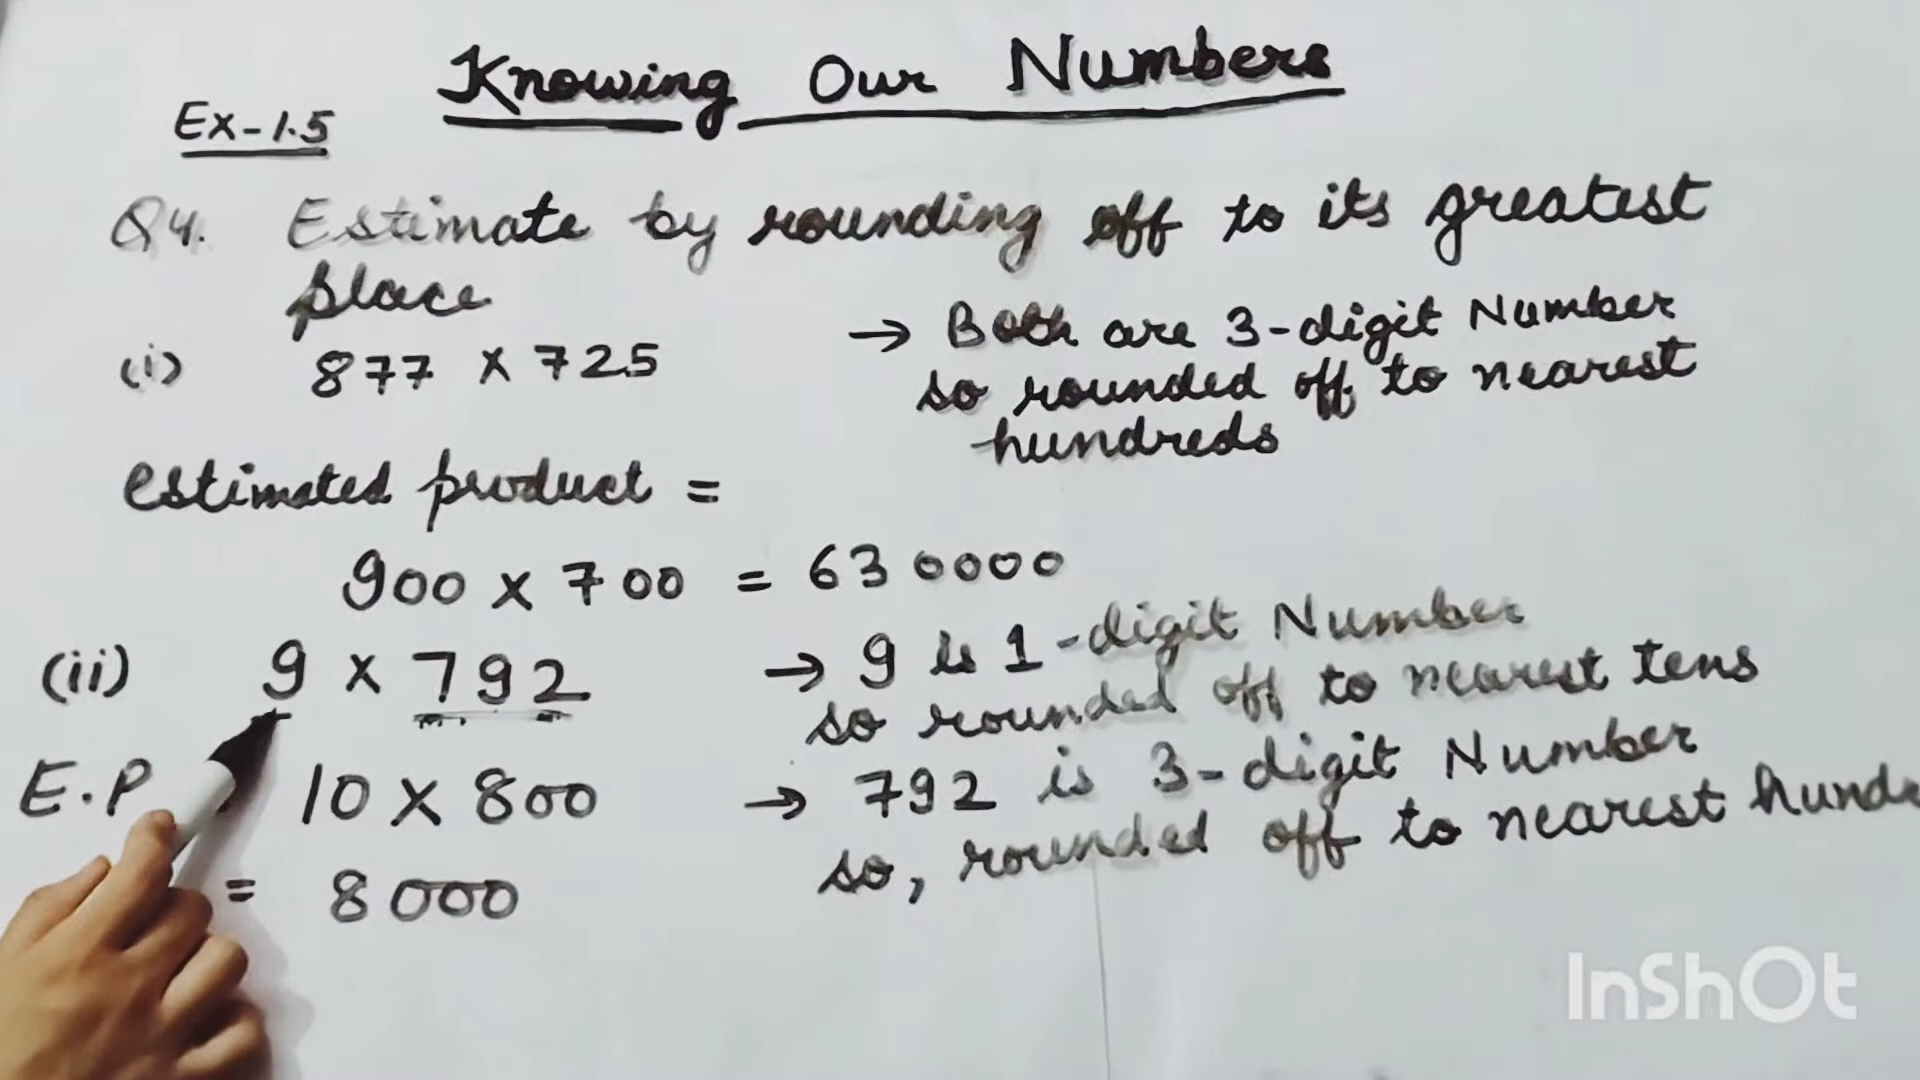 Knowing Our Numbers
Ex-1.5
Q4. Estimate by rounding off to its greatest
place
(i) 877 x 725
→ Both are 3-digit Number
so rounded off to nearest
hundreds
estimated product =
900 x 700 = 630000
(ii) 9 x 792
→ 9 is 1-digit Number
so rounded off to nearest tens
E.P 10 x 800
= 8000
→ 792 is 3-digit Number
so, rounded off to nearest hund
InShOt